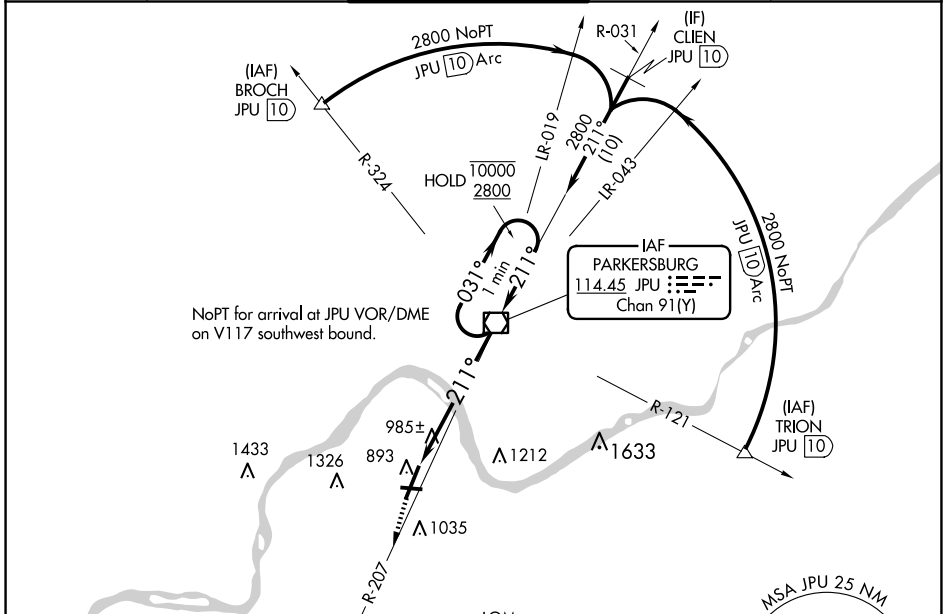 2800 NoPT
JPU 10 Arc
(IAF)
BROCH
JPU 10
R-324
HOLD 10000
2800
LR-019
R-031
(IF)
CLIEN
JPU 10
2800
211°
(10)
LR-043
2800 NoPT
JPU 10 Arc
031°
1 min
211°
IAF
PARKERSBURG
114.45 JPU
Chan 91(Y)
NoPT for arrival at JPU VOR/DME
on V117 southwest bound.
211°
R-121
(IAF)
TRION
JPU 10
985±
1433
1326
893
1212
1633
1035
R-207
MSA JPU 25 NM